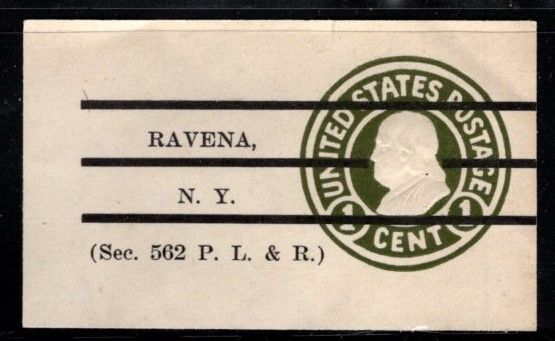 RAVENA,
N. Y.
(Sec. 562 P. L. & R.)
UNITED STATES POSTAGE
1 CENT 1